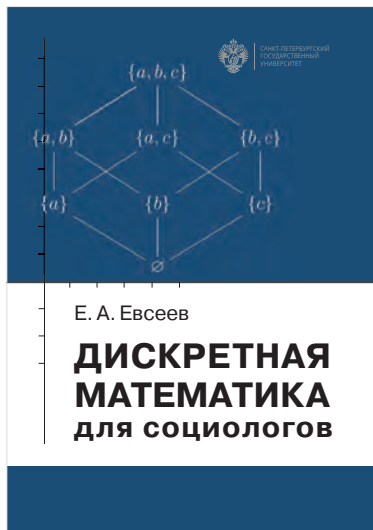 САНКТ-ПЕТЕРБУРГСКИЙ
ГОСУДАРСТВЕННЫЙ
УНИВЕРСИТЕТ
{a, b, c}
{a, b} {a, c} {b, c}
{a} {b} {c}
∅
Е. А. Евсеев
ДИСКРЕТНАЯ
МАТЕМАТИКА
для социологов